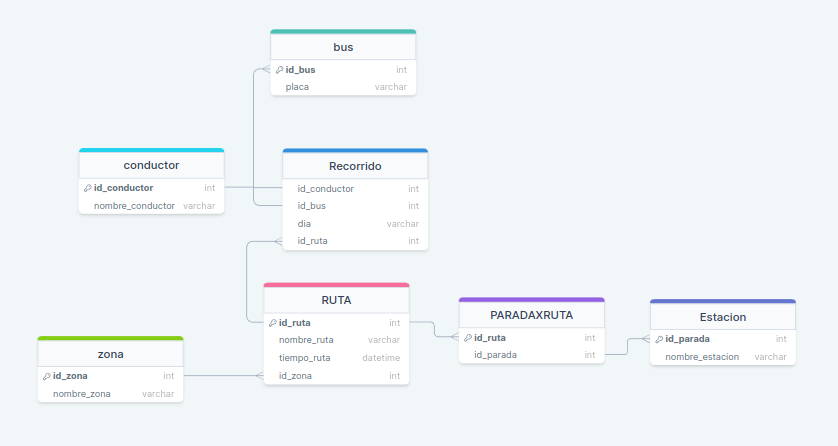 bus
id_bus int
placa varchar
conductor
id_conductor int
nombre_conductor varchar
Recorrido
id_conductor int
id_bus int
dia varchar
id_ruta int
RUTA
id_ruta int
nombre_ruta varchar
tiempo_ruta datetime
id_zona int
PARADAXRUTA
id_ruta int
id_parada int
Estacion
id_parada int
nombre_estacion varchar
zona
id_zona int
nombre_zona varchar